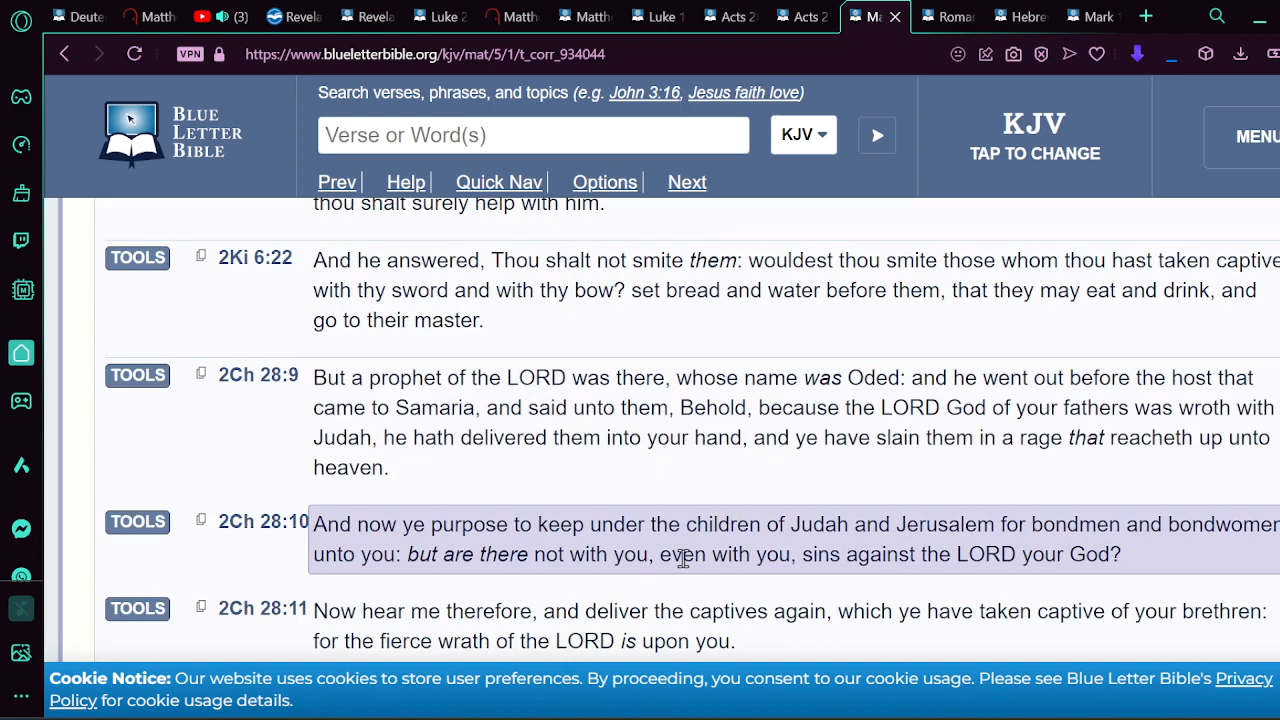 Deute
Matth
(3)
Revela
Revela
Luke 2
Matth
Matthe
Luke 1
Acts 2
Acts 2
Ma
Roma
Hebre
Mark 1
VPN
https://www.blueletterbible.org/kjv/mat/5/1/t_corr_934044
BLUE
LETTER
BIBLE
Search verses, phrases, and topics (e.g. John 3:16, Jesus faith love)
Verse or Word(s)
KJV
Prev
Help
Quick Nav
Options
Next
KJV
TAP TO CHANGE
MENU
thou shalt surely help with him.
TOOLS 2Ki 6:22 And he answered, Thou shalt not smite them: wouldest thou smite those whom thou hast taken captive
with thy sword and with thy bow? set bread and water before them, that they may eat and drink, and
go to their master.
TOOLS 2Ch 28:9 But a prophet of the LORD was there, whose name was Oded: and he went out before the host that
came to Samaria, and said unto them, Behold, because the LORD God of your fathers was wroth with
Judah, he hath delivered them into your hand, and ye have slain them in a rage that reacheth up unto
heaven.
TOOLS 2Ch 28:10 And now ye purpose to keep under the children of Judah and Jerusalem for bondmen and bondwomen
unto you: but are there not with you, even with you, sins against the LORD your God?
TOOLS 2Ch 28:11 Now hear me therefore, and deliver the captives again, which ye have taken captive of your brethren:
for the fierce wrath of the LORD is upon you.
Cookie Notice: Our website uses cookies to store user preferences. By proceeding, you consent to our cookie usage. Please see Blue Letter Bible's Privacy
Policy for cookie usage details.